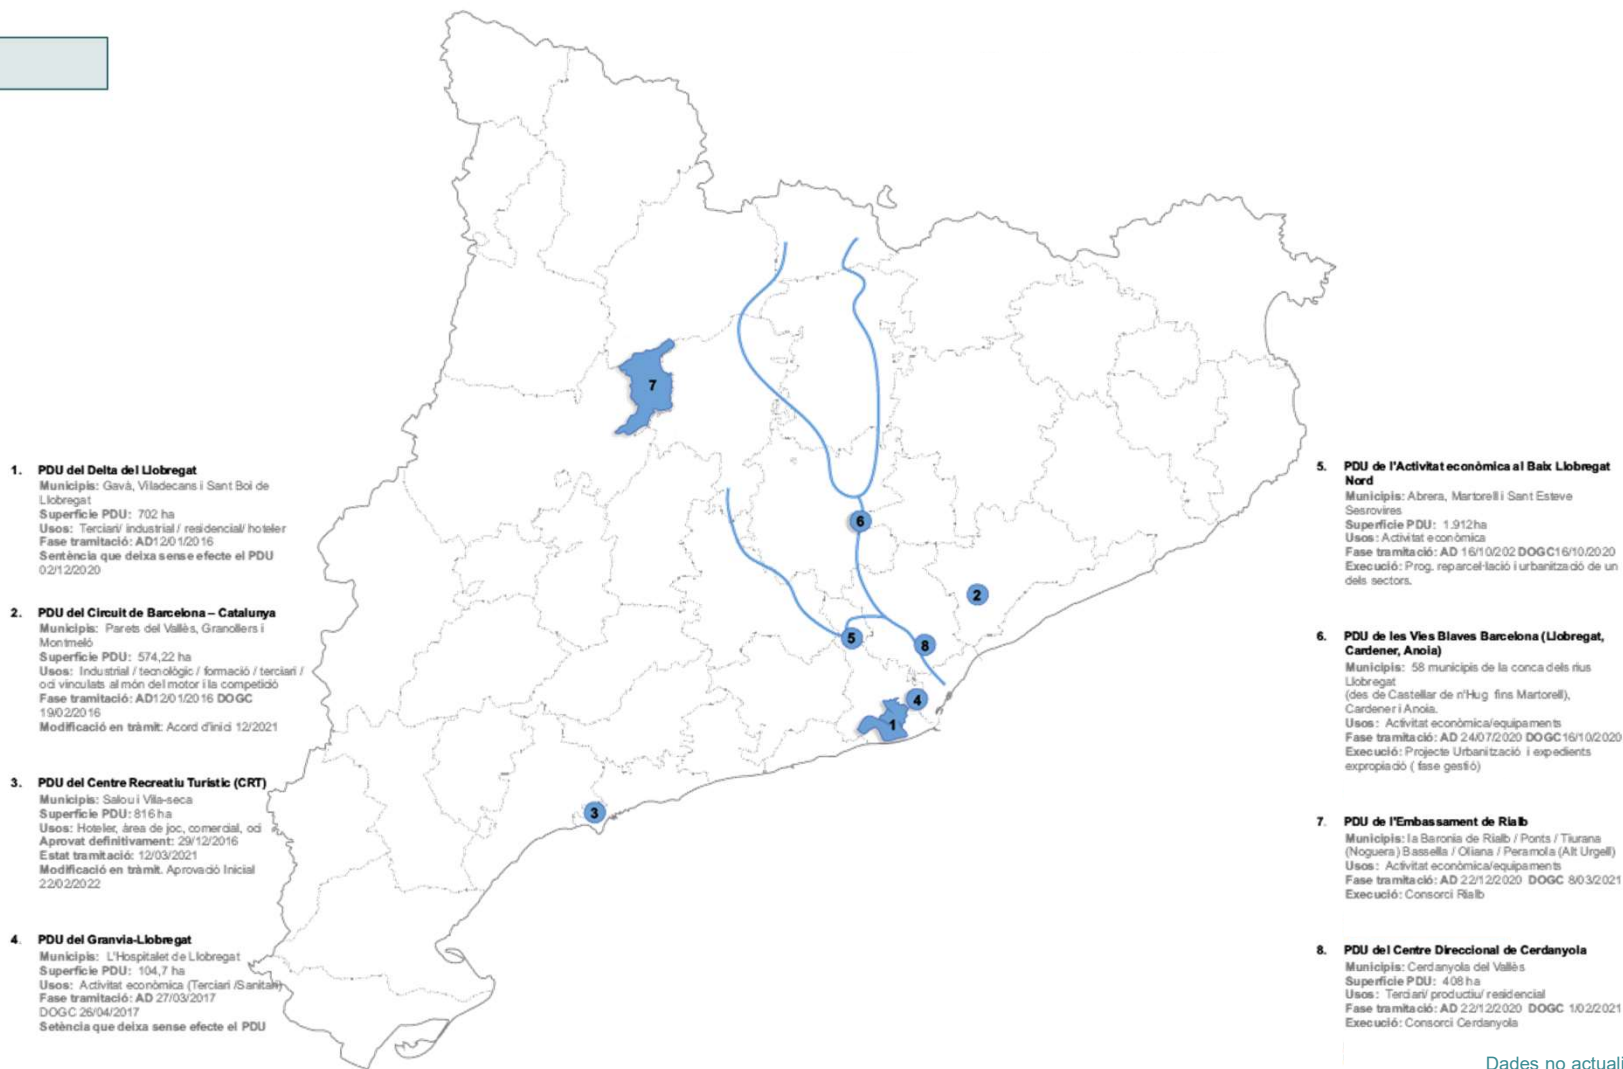 1. PDU del Delta del Llobregat
Municipis: Gavà, Viladecans i Sant Boi de
Llobregat
Superfície PDU: 702 ha
Usos: Terciari/ industrial / residencial/ hoteler
Fase tramitació: AD12/01/2016
Sentència que deixa sense efecte el PDU
02/12/2020
2. PDU del Circuit de Barcelona – Catalunya
Municipis: Parets del Vallès, Granollers i
Montmeló
Superfície PDU: 574,22 ha
Usos: Industrial / tecnològic / formació / terciari /
oci vinculats al món del motor i la competició
Fase tramitació: AD12/01/2016 DOGC
19/02/2016
Modificació en tràmit: Acord d'inici 12/2021
3. PDU del Centre Recreatiu Turístic (CRT)
Municipis: Salou i Vila-seca
Superfície PDU: 816 ha
Usos: Hoteler, àrea de joc, comercial, oci
Aprovat definitivament: 29/12/2016
Estat tramitació: 12/03/2021
Modificació en tràmit. Aprovació Inicial
22/02/2022
4. PDU del Granvia-Llobregat
Municipis: L'Hospitalet de Llobregat
Superfície PDU: 104,7 ha
Usos: Activitat econòmica (Terciari /Sanitari)
Fase tramitació: AD 27/03/2017
DOGC 26/04/2017
Setència que deixa sense efecte el PDU
7
6
2
5
8
4
1
3
5. PDU de l'Activitat econòmica al Baix Llobregat
Nord
Municipis: Abrera, Martorell i Sant Esteve
Sesrovires
Superfície PDU: 1.912ha
Usos: Activitat econòmica
Fase tramitació: AD 16/10/202 DOGC16/10/2020
Execució: Prog. reparcel·lació i urbanització de un
dels sectors.
6. PDU de les Vies Blaves Barcelona (Llobregat,
Cardener, Anoia)
Municipis: 58 municipis de la conca dels rius
Llobregat
(des de Castellar de n'Hug fins Martorell),
Cardener i Anoia.
Usos: Activitat econòmica/equipaments
Fase tramitació: AD 24/07/2020 DOGC16/10/2020
Execució: Projecte Urbanització i expedients
expropiació ( fase gestió)
7. PDU de l'Embassament de Rialb
Municipis: la Baronia de Rialb / Ponts / Tiurana
(Noguera) Bassella / Oliana / Peramola (Alt Urgell)
Usos: Activitat econòmica/equipaments
Fase tramitació: AD 22/12/2020 DOGC 8/03/2021
Execució: Consorci Rialb
8. PDU del Centre Direccional de Cerdanyola
Municipis: Cerdanyola del Vallès
Superfície PDU: 408 ha
Usos: Terciari/ productiu/ residencial
Fase tramitació: AD 22/12/2020 DOGC 1/02/2021
Execució: Consorci Cerdanyola
Dades no actuali